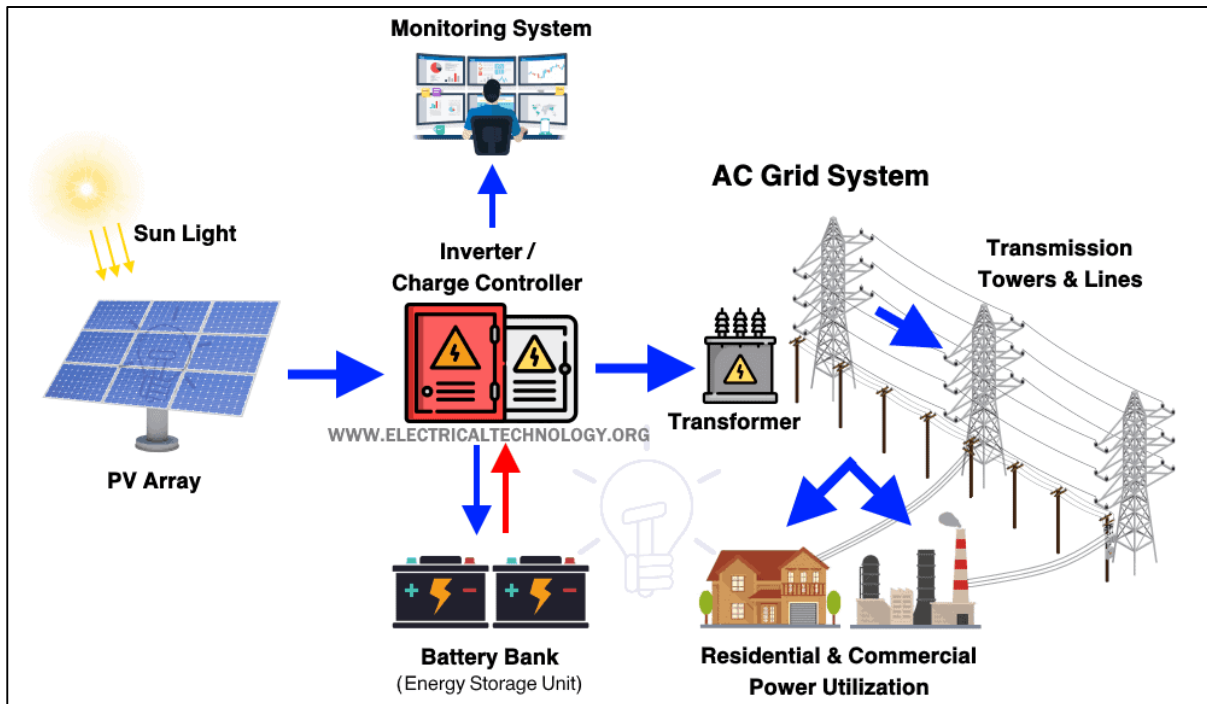 Monitoring System
AC Grid System
Sun Light
Transmission
Towers & Lines
Inverter /
Charge Controller
Transformer
WWW.ELECTRICALTECHNOLOGY.ORG
PV Array
Battery Bank
(Energy Storage Unit)
Residential & Commercial
Power Utilization